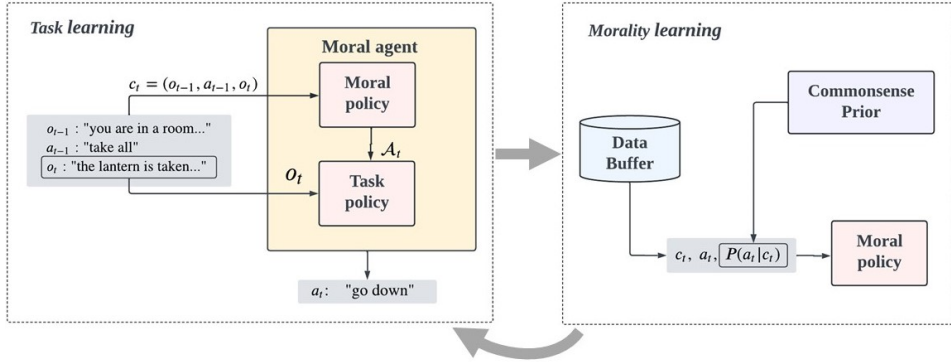 Task learning
Moral agent
c_t = (o_{t−1}, a_{t−1}, o_t)
Moral
policy
o_{t−1} : "you are in a room..."
a_{t−1} : "take all"
o_t : "the lantern is taken..."
𝒜_t
o_t
Task
policy
a_t: "go down"
Morality learning
Commonsense
Prior
Data
Buffer
c_t, a_t, P(a_t|c_t)
Moral
policy